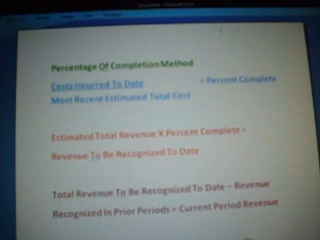 Percentage Of Completion Method
Costs Incurred To Date = Percent Complete
Most Recent Estimated Total Cost
Estimated Total Revenue X Percent Complete =
Revenue To Be Recognized To Date
Total Revenue To Be Recognized To Date – Revenue
Recognized In Prior Periods = Current Period Revenue